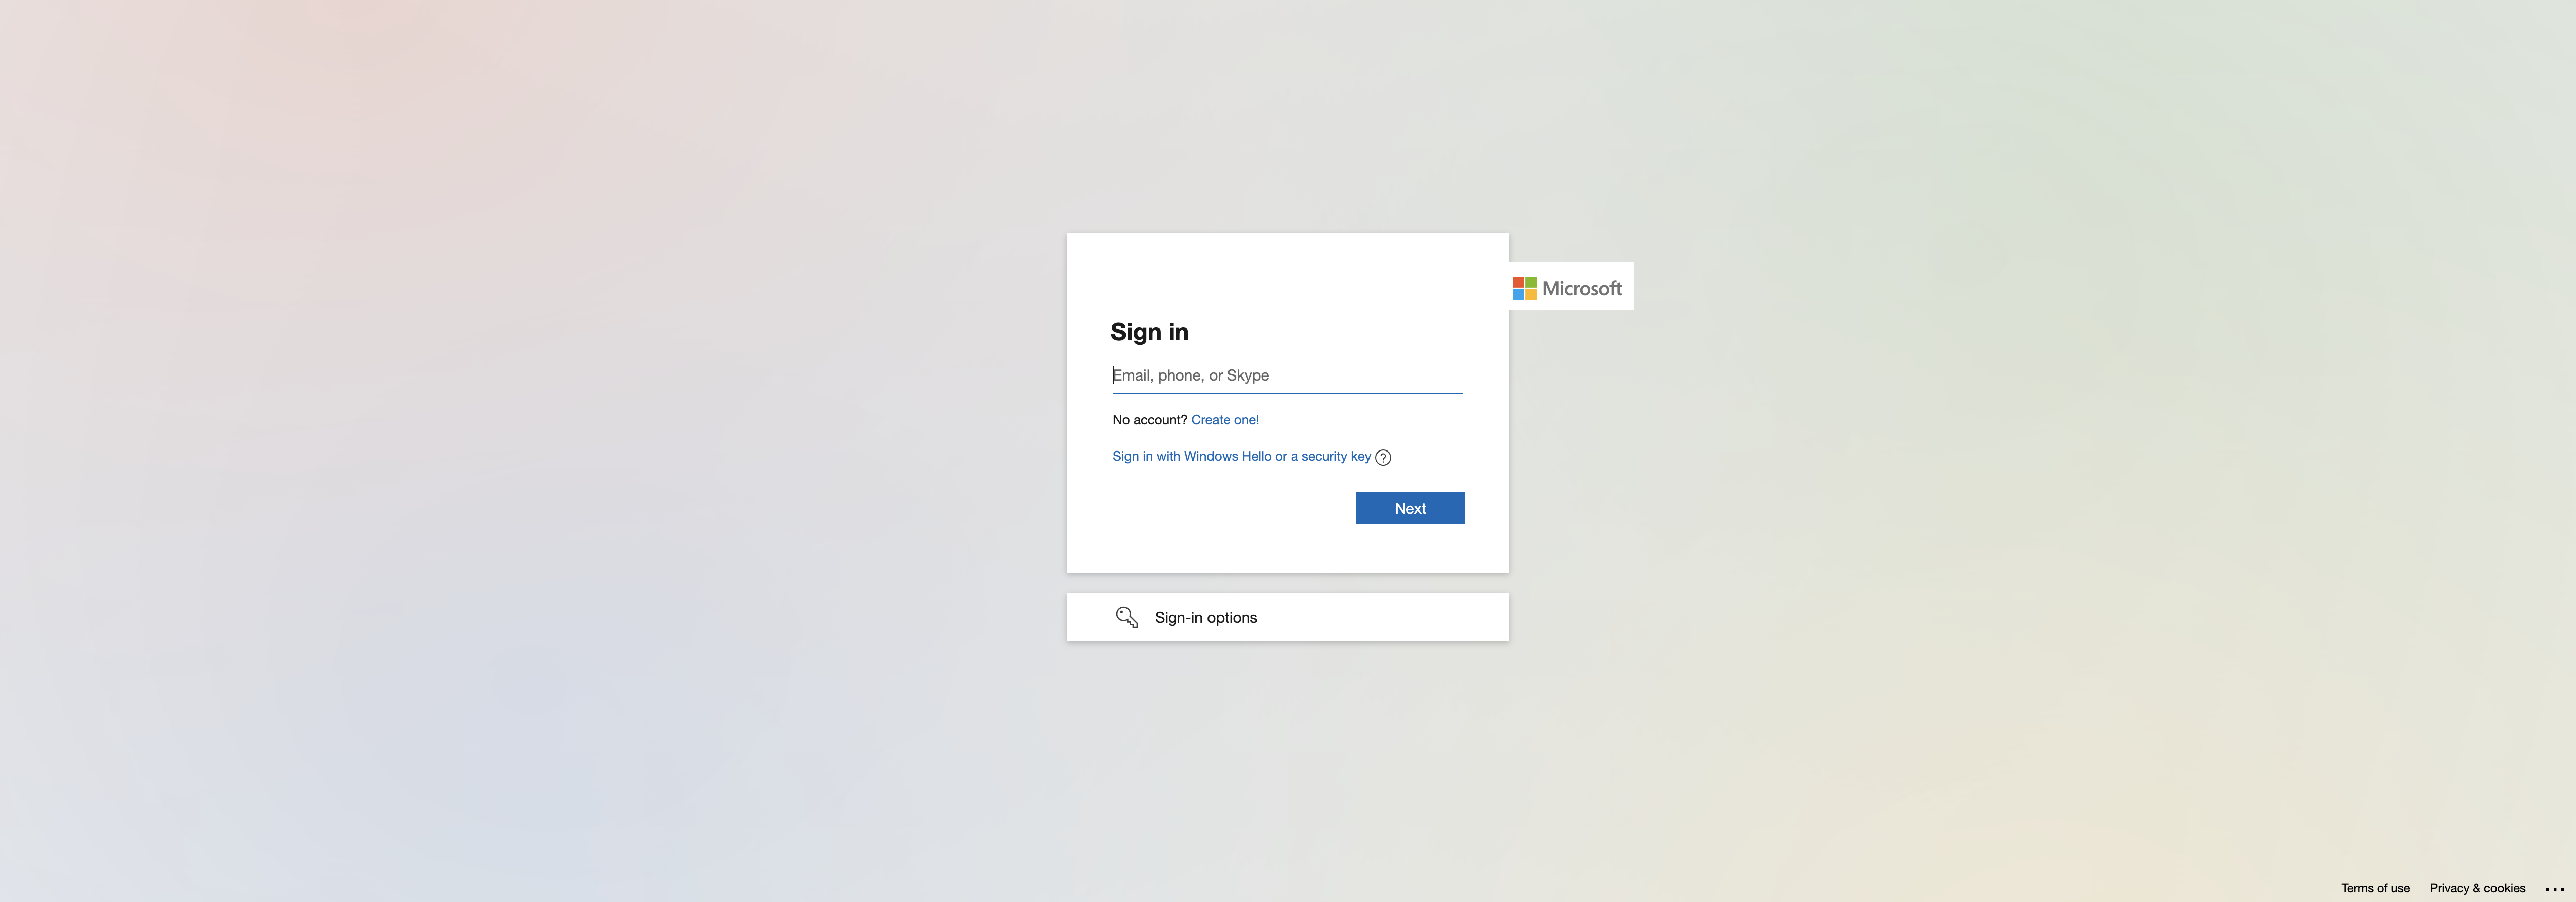 Microsoft
Sign in
Email, phone, or Skype
No account? Create one!
Sign in with Windows Hello or a security key ?
Next
Sign-in options
Terms of use Privacy & cookies ...